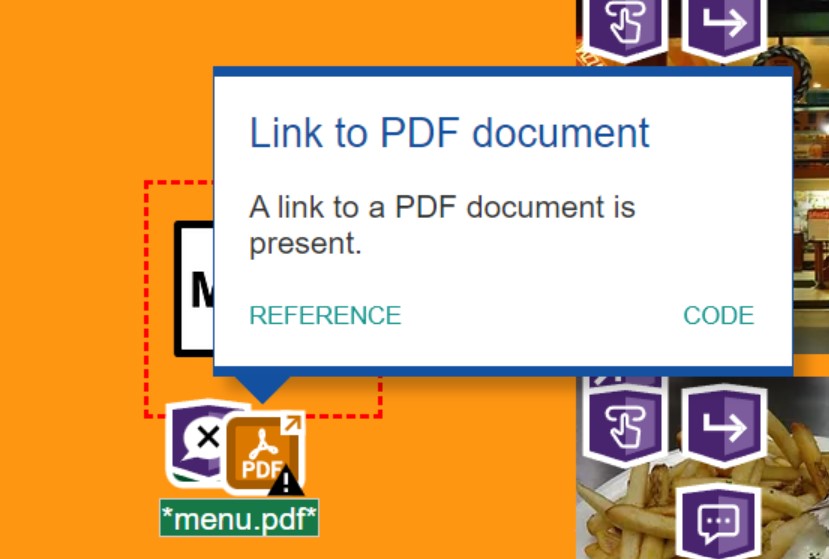 Link to PDF document
A link to a PDF document is
present.
REFERENCE
CODE
M
PDF
*menu.pdf*